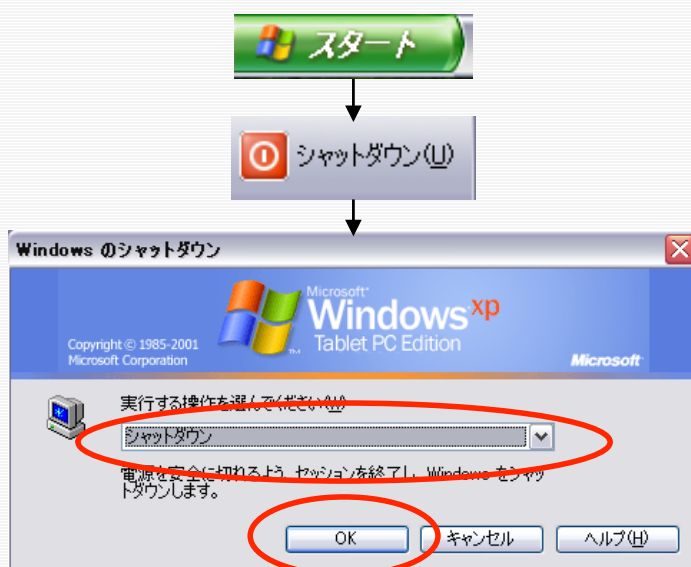 スタート
シャットダウン(U)
Windows のシャットダウン
Microsoft
Windows xp
Tablet PC Edition
Copyright © 1985-2001
Microsoft Corporation
Microsoft
実行する操作を選んでください(W)
シャットダウン
電源を安全に切れるよう、セッションを終了し、Windows をシャッ
トダウンします。
OK
キャンセル
ヘルプ(H)